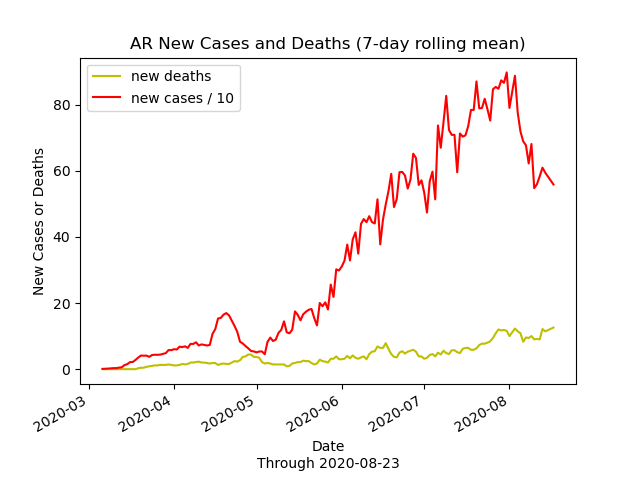 AR New Cases and Deaths (7-day rolling mean)
new deaths
new cases / 10
80
60
40
20
0
New Cases or Deaths
2020-03
2020-04
2020-05
2020-06
2020-07
2020-08
Date
Through 2020-08-23